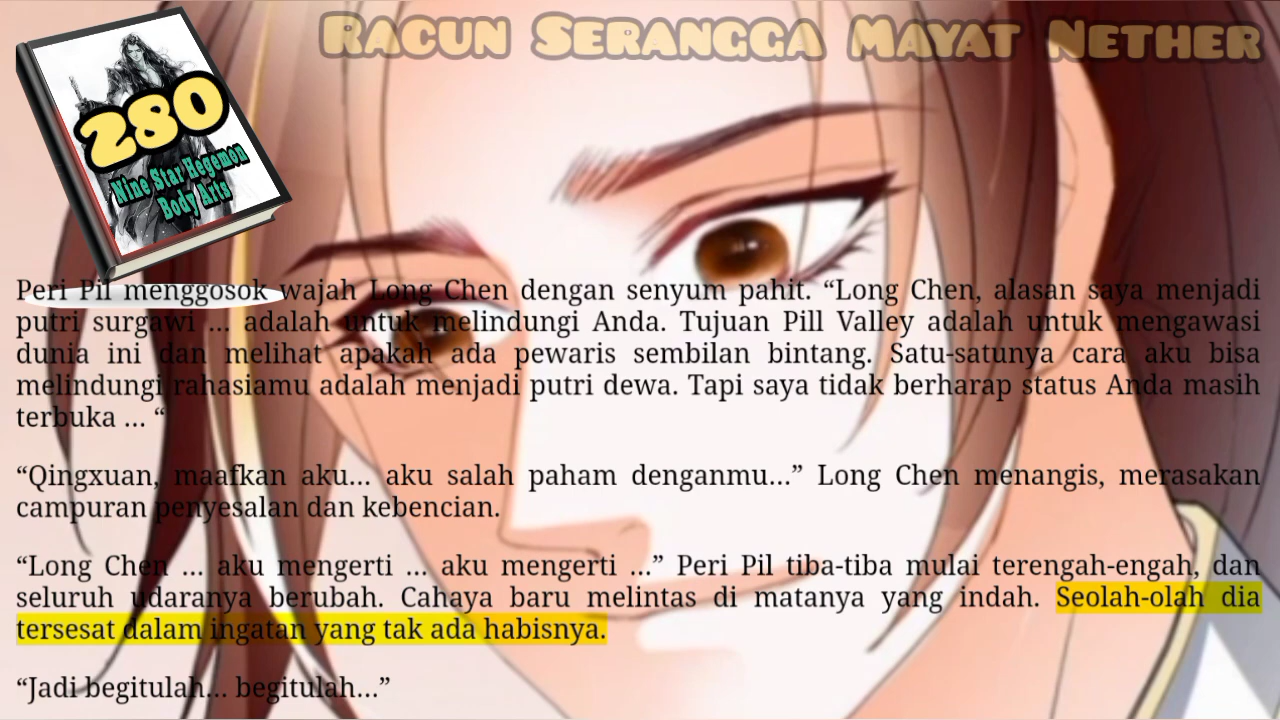 RACUN SERANGGA MAYAT NETHER
280
Nine Star Hegemon
Body Arts
Peri Pil menggosok wajah Long Chen dengan senyum pahit. “Long Chen, alasan saya menjadi
putri surgawi ... adalah untuk melindungi Anda. Tujuan Pill Valley adalah untuk mengawasi
dunia ini dan melihat apakah ada pewaris sembilan bintang. Satu-satunya cara aku bisa
melindungi rahasiamu adalah menjadi putri dewa. Tapi saya tidak berharap status Anda masih
terbuka ... “
“Qingxuan, maafkan aku... aku salah paham denganmu...” Long Chen menangis, merasakan
campuran penyesalan dan kebencian.
“Long Chen ... aku mengerti ... aku mengerti ...” Peri Pil tiba-tiba mulai terengah-engah, dan
seluruh udaranya berubah. Cahaya baru melintas di matanya yang indah. Seolah-olah dia
tersesat dalam ingatan yang tak ada habisnya.
“Jadi begitulah... begitulah...”